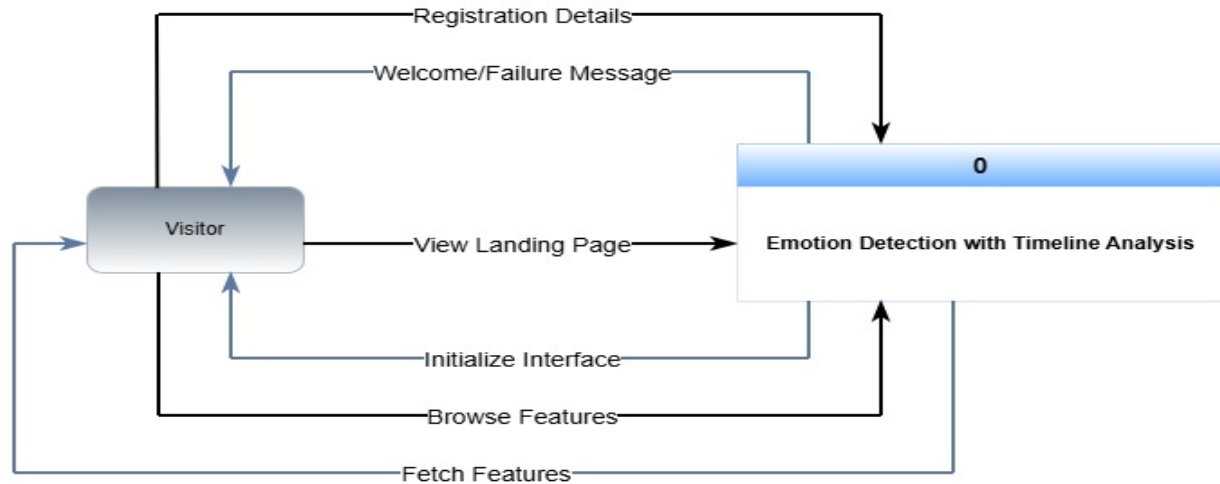 Registration Details
Welcome/Failure Message
0
Visitor
View Landing Page
Emotion Detection with Timeline Analysis
Initialize Interface
Browse Features
Fetch Features